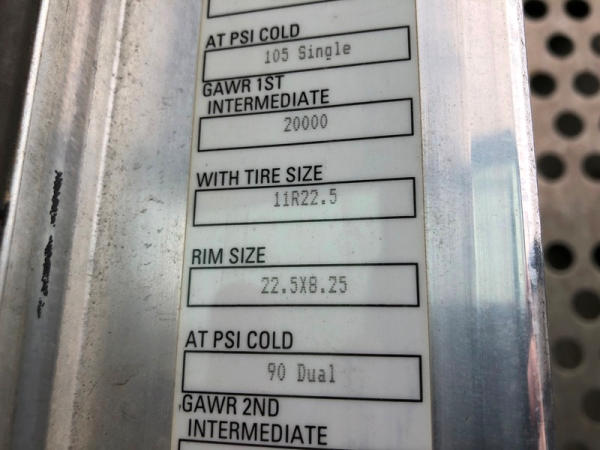 AT PSI COLD
105 Single
GAWR 1ST
INTERMEDIATE
20000
WITH TIRE SIZE
11R22.5
RIM SIZE
22.5X8.25
AT PSI COLD
90 Dual
GAWR 2ND
INTERMEDIATE